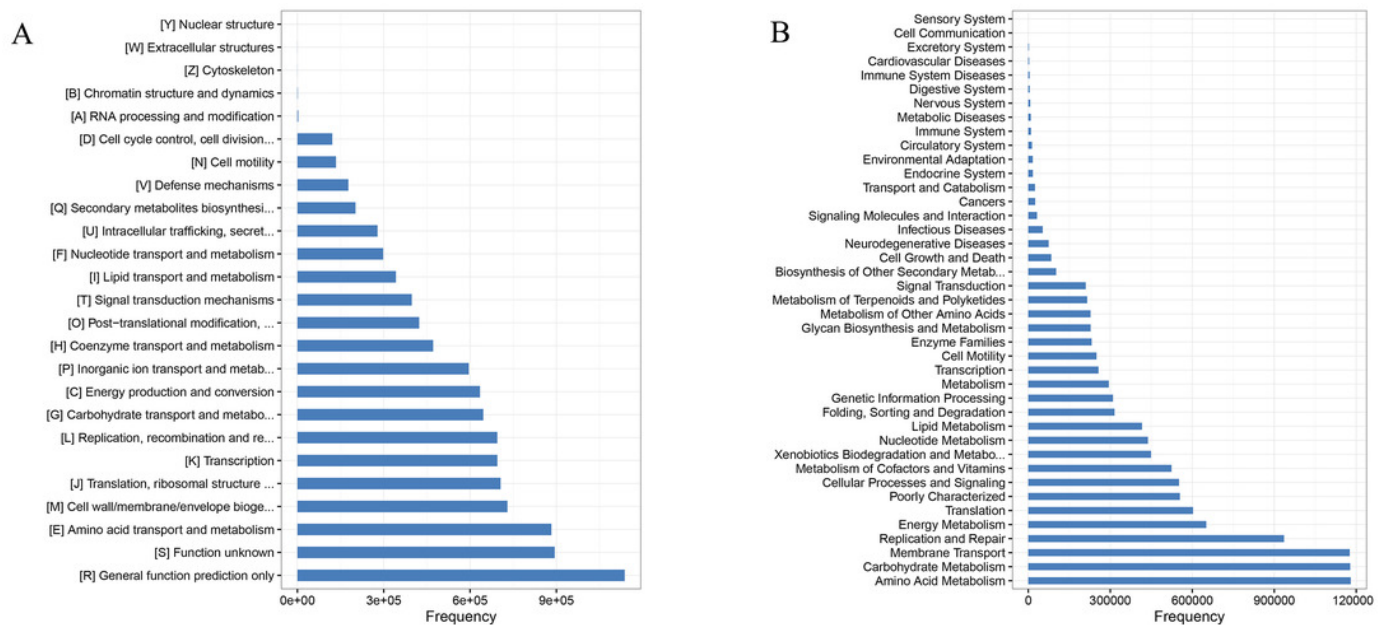 A
[Y] Nuclear structure
[W] Extracellular structures
[Z] Cytoskeleton
[B] Chromatin structure and dynamics
[A] RNA processing and modification
[D] Cell cycle control, cell division...
[N] Cell motility
[V] Defense mechanisms
[Q] Secondary metabolites biosynthesi...
[U] Intracellular trafficking, secret...
[F] Nucleotide transport and metabolism
[I] Lipid transport and metabolism
[T] Signal transduction mechanisms
[O] Post−translational modification, ...
[H] Coenzyme transport and metabolism
[P] Inorganic ion transport and metab...
[C] Energy production and conversion
[G] Carbohydrate transport and metabo...
[L] Replication, recombination and re...
[K] Transcription
[J] Translation, ribosomal structure ...
[M] Cell wall/membrane/envelope bioge...
[E] Amino acid transport and metabolism
[S] Function unknown
[R] General function prediction only
0e+00 3e+05 6e+05 9e+05
Frequency
B
Sensory System
Cell Communication
Excretory System
Cardiovascular Diseases
Immune System Diseases
Digestive System
Nervous System
Metabolic Diseases
Immune System
Circulatory System
Environmental Adaptation
Endocrine System
Transport and Catabolism
Cancers
Signaling Molecules and Interaction
Infectious Diseases
Neurodegenerative Diseases
Cell Growth and Death
Biosynthesis of Other Secondary Metab...
Signal Transduction
Metabolism of Terpenoids and Polyketides
Metabolism of Other Amino Acids
Glycan Biosynthesis and Metabolism
Enzyme Families
Cell Motility
Transcription
Metabolism
Genetic Information Processing
Folding, Sorting and Degradation
Lipid Metabolism
Nucleotide Metabolism
Xenobiotics Biodegradation and Metabo...
Metabolism of Cofactors and Vitamins
Cellular Processes and Signaling
Poorly Characterized
Translation
Energy Metabolism
Replication and Repair
Membrane Transport
Carbohydrate Metabolism
Amino Acid Metabolism
0 300000 600000 900000 120000
Frequency